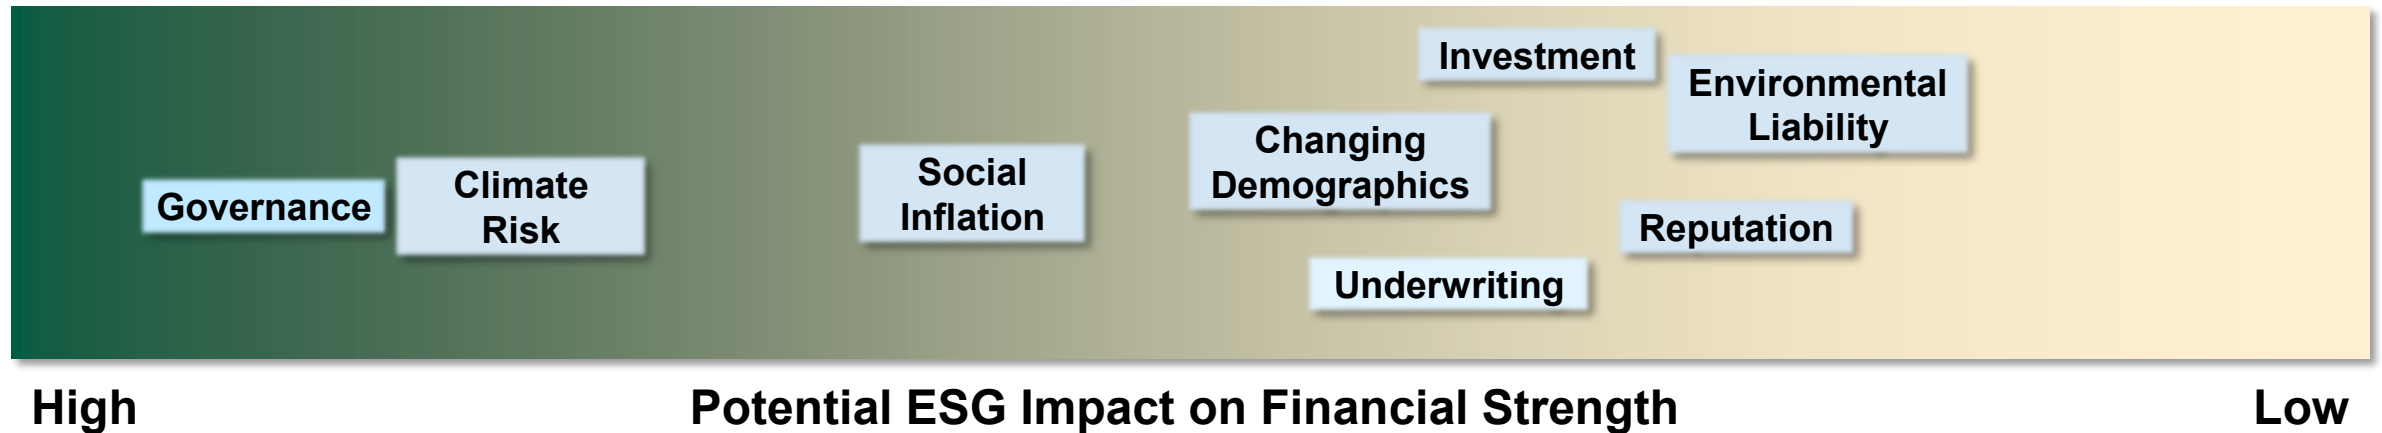 Investment
Environmental
Liability
Changing
Demographics
Social
Inflation
Climate
Risk
Governance
Reputation
Underwriting
High
Potential ESG Impact on Financial Strength
Low